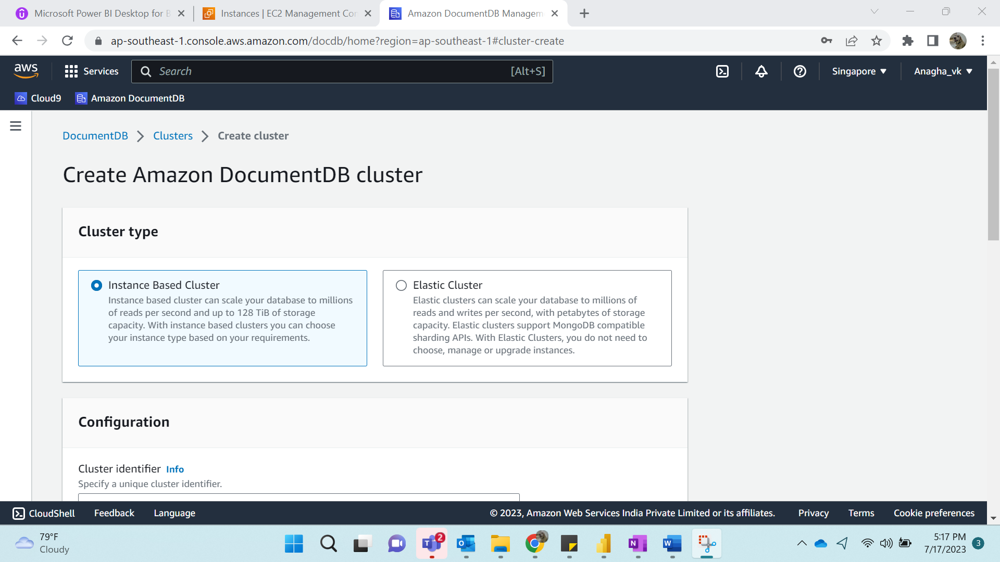 Microsoft Power BI Desktop for B
Instances | EC2 Management Con
Amazon DocumentDB Managem
ap-southeast-1.console.aws.amazon.com/docdb/home?region=ap-southeast-1#cluster-create
aws
Services
Search
[Alt+S]
Singapore
Anagha_vk
Cloud9
Amazon DocumentDB
DocumentDB
Clusters
Create cluster
Create Amazon DocumentDB cluster
Cluster type
Instance Based Cluster
Instance based cluster can scale your database to millions
of reads per second and up to 128 TiB of storage
capacity. With instance based clusters you can choose
your instance type based on your requirements.
Elastic Cluster
Elastic clusters can scale your database to millions of
reads and writes per second, with petabytes of storage
capacity. Elastic clusters support MongoDB compatible
sharding APIs. With Elastic Clusters, you do not need to
choose, manage or upgrade instances.
Configuration
Cluster identifier Info
Specify a unique cluster identifier.
CloudShell
Feedback
Language
© 2023, Amazon Web Services India Private Limited or its affiliates.
Privacy
Terms
Cookie preferences
79°F
Cloudy
2
5:17 PM
7/17/2023
3